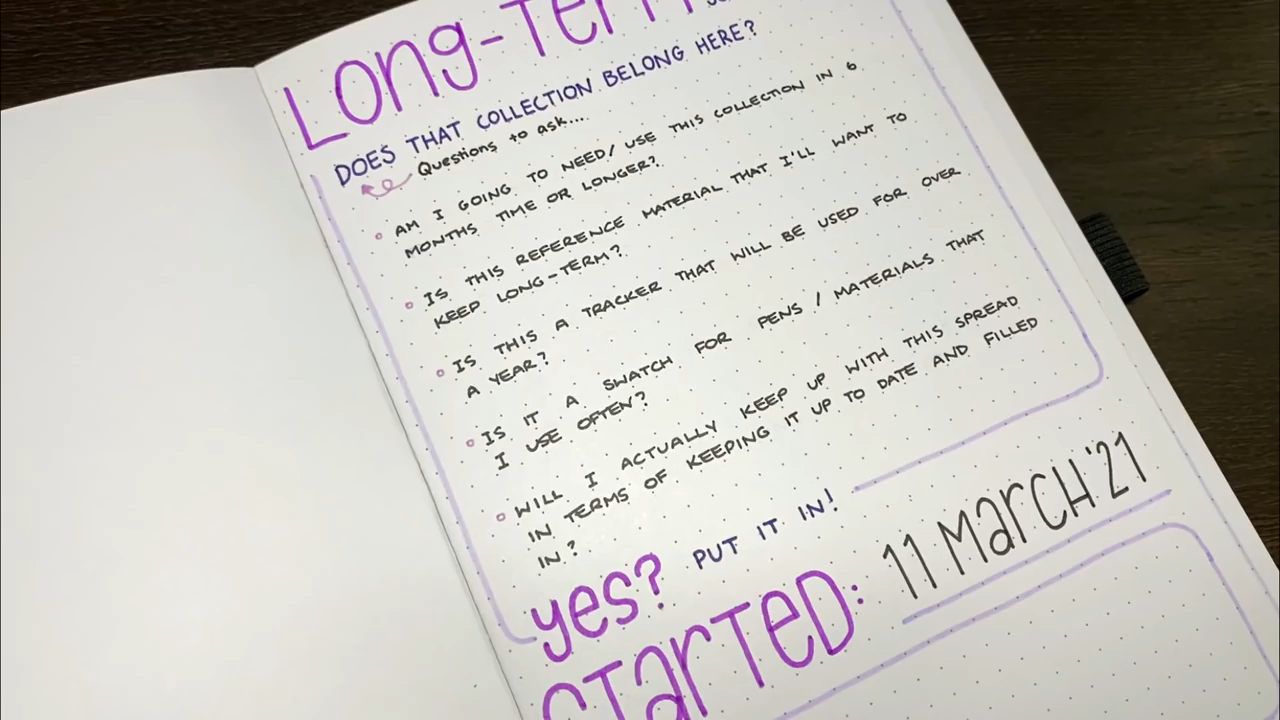 Long-Term
DOES THAT COLLECTION BELONG HERE?
Questions to ask...
AM I GOING TO NEED/ USE THIS COLLECTION IN 6
MONTHS TIME OR LONGER?
IS THIS REFERENCE MATERIAL THAT I'LL WANT TO
KEEP LONG-TERM?
IS THIS A TRACKER THAT WILL BE USED FOR OVER
A YEAR?
IS IT A SWATCH FOR PENS / MATERIALS THAT
I USE OFTEN?
WILL I ACTUALLY KEEP UP WITH THIS SPREAD
IN TERMS OF KEEPING IT UP TO DATE AND FILLED
IN?
yes? PUT IT IN!
STarTeD: 11 March '21